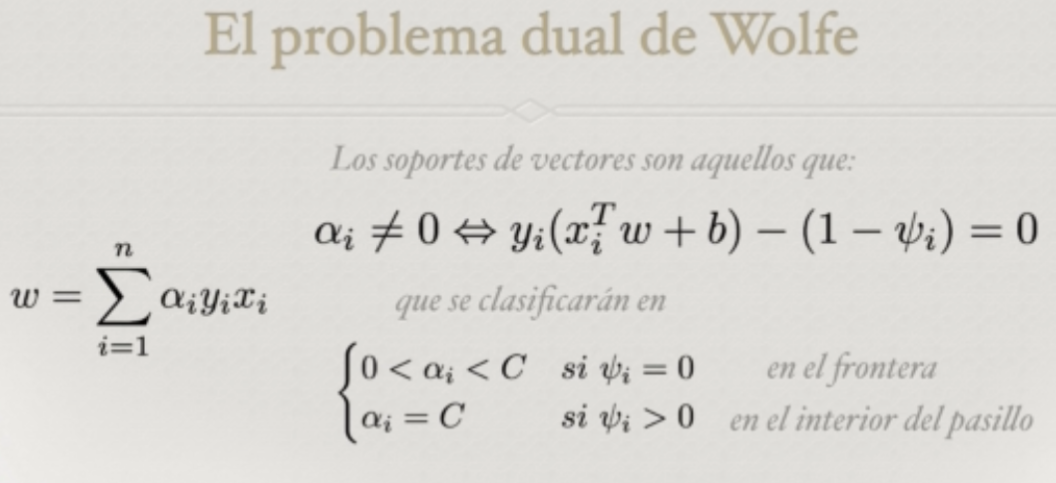 El problema dual de Wolfe
Los soportes de vectores son aquellos que:
αᵢ ≠ 0 ⇔ yᵢ(xᵢᵀw + b) − (1 − ψᵢ) = 0
w = ∑ᵢ₌₁ⁿ αᵢyᵢxᵢ
que se clasificarán en
{0 < αᵢ < C si ψᵢ = 0 en el frontera
αᵢ = C si ψᵢ > 0 en el interior del pasillo